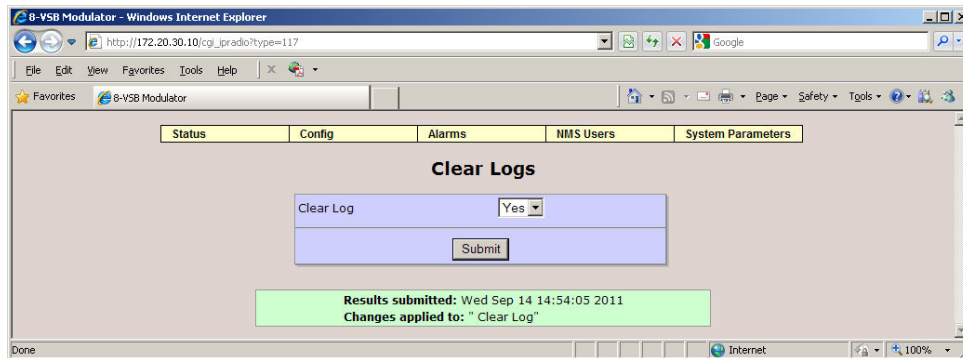 8-VSB Modulator - Windows Internet Explorer
http://172.20.30.10/cgi_ipradio?type=117
Google
File Edit View Favorites Tools Help
Favorites 8-VSB Modulator Page Safety Tools
Status Config Alarms NMS Users System Parameters
Clear Logs
Clear Log Yes
Submit
Results submitted: Wed Sep 14 14:54:05 2011
Changes applied to: " Clear Log"
Done Internet 100%